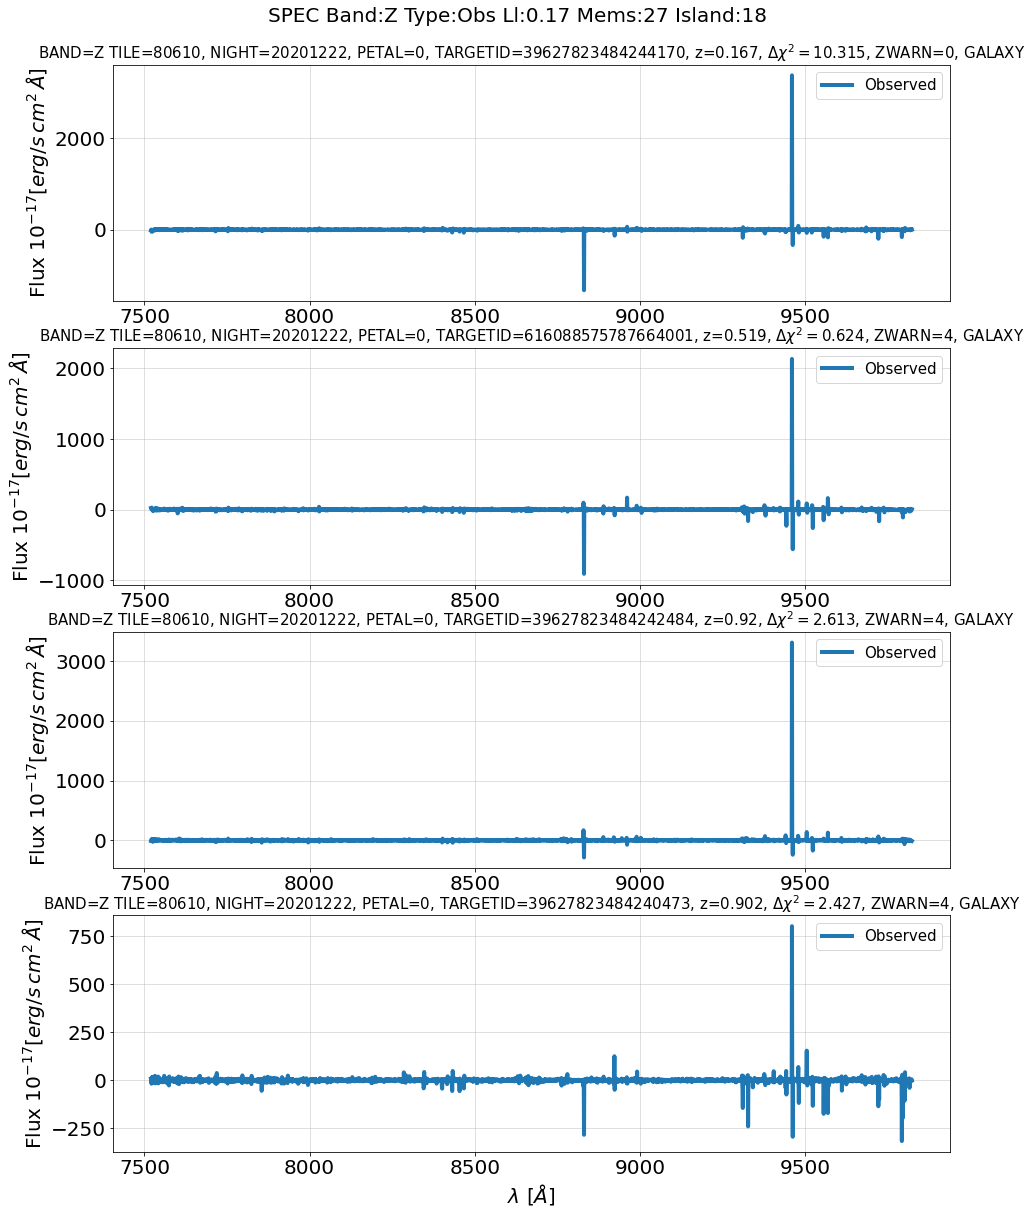 SPEC Band:Z Type:Obs Ll:0.17 Mems:27 Island:18
BAND=Z TILE=80610, NIGHT=20201222, PETAL=0, TARGETID=39627823484244170, z=0.167, Δχ² = 10.315, ZWARN=0, GALAXY
Flux 10⁻¹⁷[erg/s cm² Å]
2000
0
Observed
7500 8000 8500 9000 9500
BAND=Z TILE=80610, NIGHT=20201222, PETAL=0, TARGETID=616088575787664001, z=0.519, Δχ² = 0.624, ZWARN=4, GALAXY
Flux 10⁻¹⁷[erg/s cm² Å]
2000
1000
0
−1000
Observed
7500 8000 8500 9000 9500
BAND=Z TILE=80610, NIGHT=20201222, PETAL=0, TARGETID=39627823484242484, z=0.92, Δχ² = 2.613, ZWARN=4, GALAXY
Flux 10⁻¹⁷[erg/s cm² Å]
3000
2000
1000
0
Observed
7500 8000 8500 9000 9500
BAND=Z TILE=80610, NIGHT=20201222, PETAL=0, TARGETID=39627823484240473, z=0.902, Δχ² = 2.427, ZWARN=4, GALAXY
Flux 10⁻¹⁷[erg/s cm² Å]
750
500
250
0
−250
Observed
7500 8000 8500 9000 9500
λ [Å]